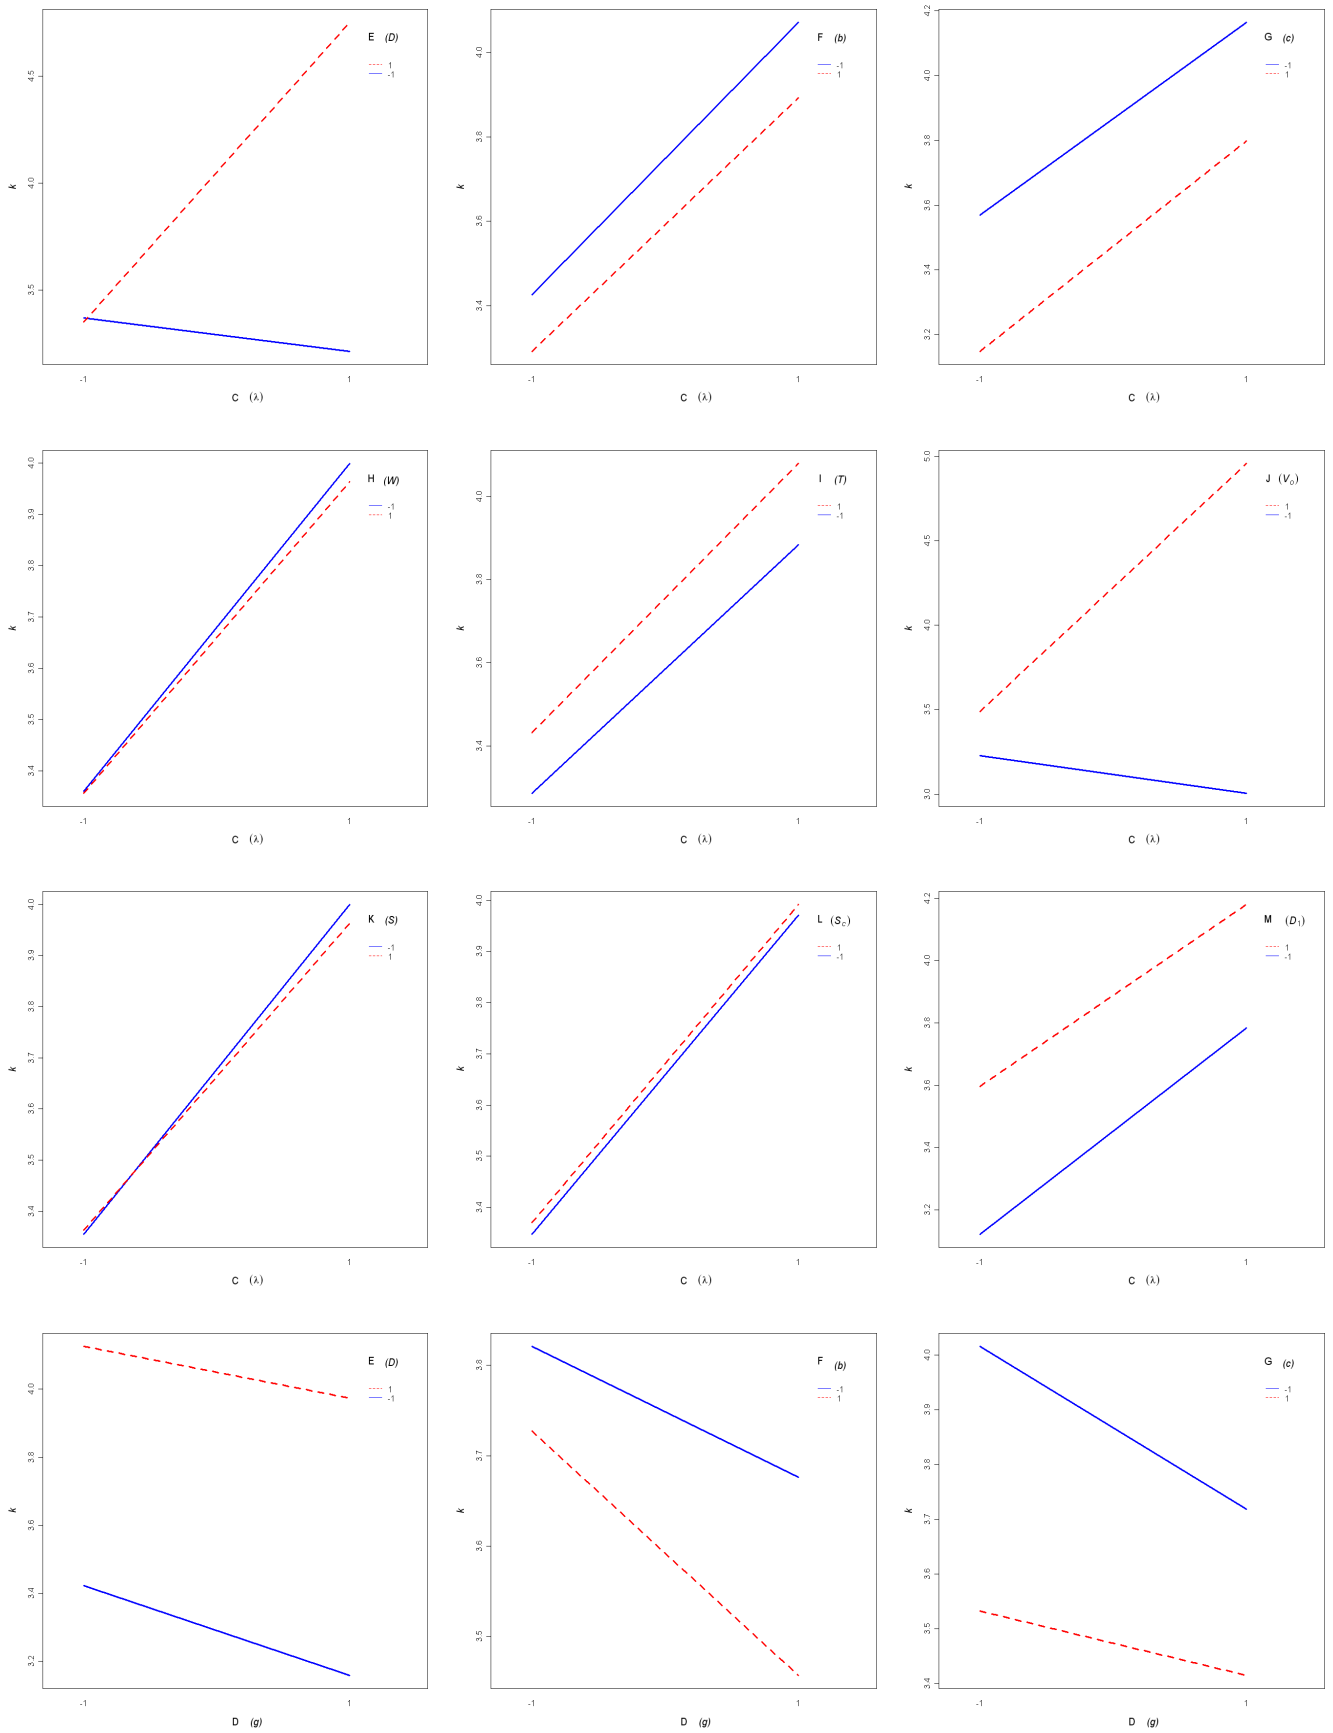 E (D)
1
-1
k
3.5 4.0 4.5
-1 1
C (λ)
F (b)
-1
1
k
3.4 3.6 3.8 4.0
-1 1
C (λ)
G (c)
-1
1
k
3.2 3.4 3.6 3.8 4.0 4.2
-1 1
C (λ)
H (W)
-1
1
k
3.4 3.5 3.6 3.7 3.8 3.9 4.0
-1 1
C (λ)
I (T)
1
-1
k
3.4 3.6 3.8 4.0
-1 1
C (λ)
J (V₀)
1
-1
k
3.0 3.5 4.0 4.5 5.0
-1 1
C (λ)
K (S)
-1
1
k
3.4 3.5 3.6 3.7 3.8 3.9 4.0
-1 1
C (λ)
L (S꜀)
1
-1
k
3.4 3.5 3.6 3.7 3.8 3.9 4.0
-1 1
C (λ)
M (D₁)
1
-1
k
3.2 3.4 3.6 3.8 4.0 4.2
-1 1
C (λ)
E (D)
1
-1
k
3.2 3.4 3.6 3.8 4.0
-1 1
D (g)
F (b)
-1
1
k
3.5 3.6 3.7 3.8
-1 1
D (g)
G (c)
-1
1
k
3.4 3.5 3.6 3.7 3.8 3.9 4.0
-1 1
D (g)